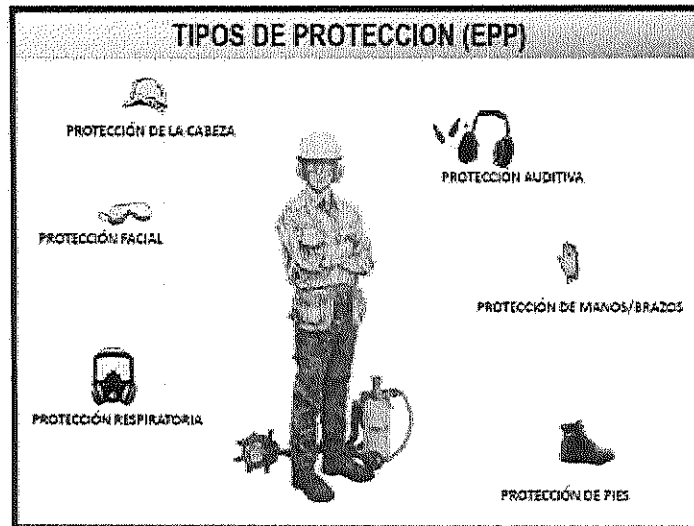 TIPOS DE PROTECCION (EPP)
PROTECCIÓN DE LA CABEZA
PROTECCIÓN AUDITIVA
PROTECCIÓN FACIAL
PROTECCIÓN DE MANOS/BRAZOS
PROTECCIÓN RESPIRATORIA
PROTECCIÓN DE PIES